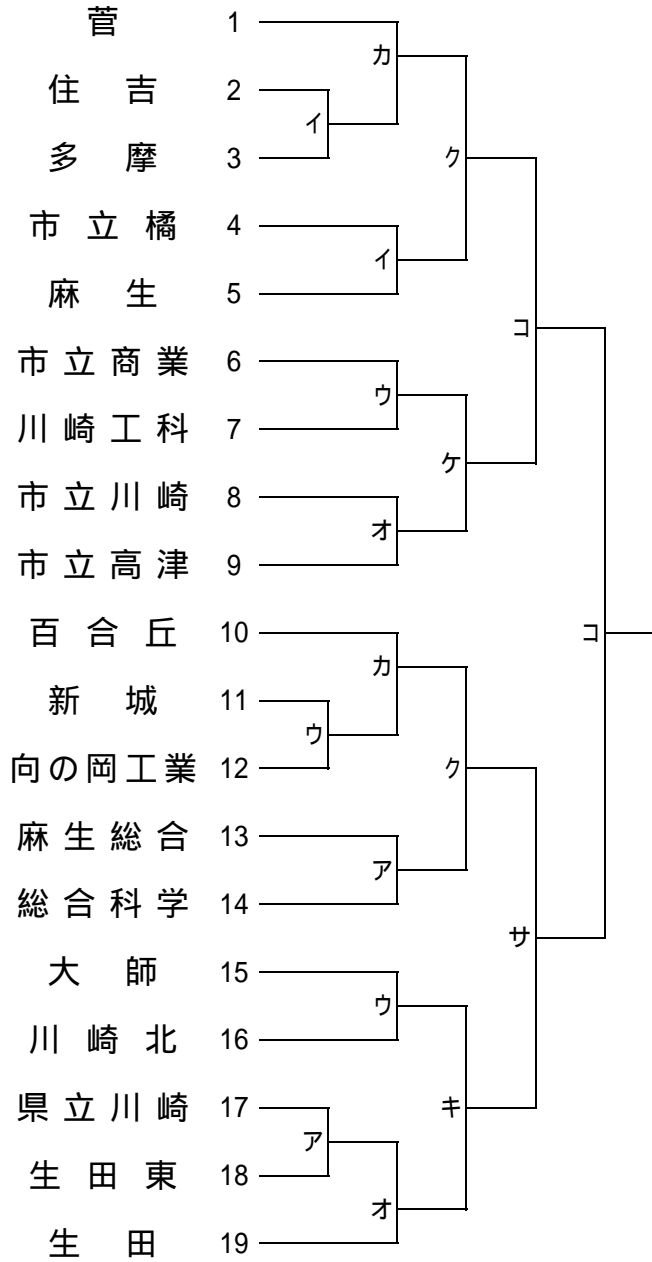 菅 1
カ
住吉 2
イ
多摩 3
ク
市立橘 4
イ
麻生 5
コ
市立商業 6
ウ
川崎工科 7
ケ
市立川崎 8
オ
市立高津 9
百合丘 10
コ
カ
新城 11
ウ
向の岡工業 12
ク
麻生総合 13
ア
総合科学 14
サ
大師 15
ウ
川崎北 16
県立川崎 17
キ
ア
生田東 18
オ
生田 19